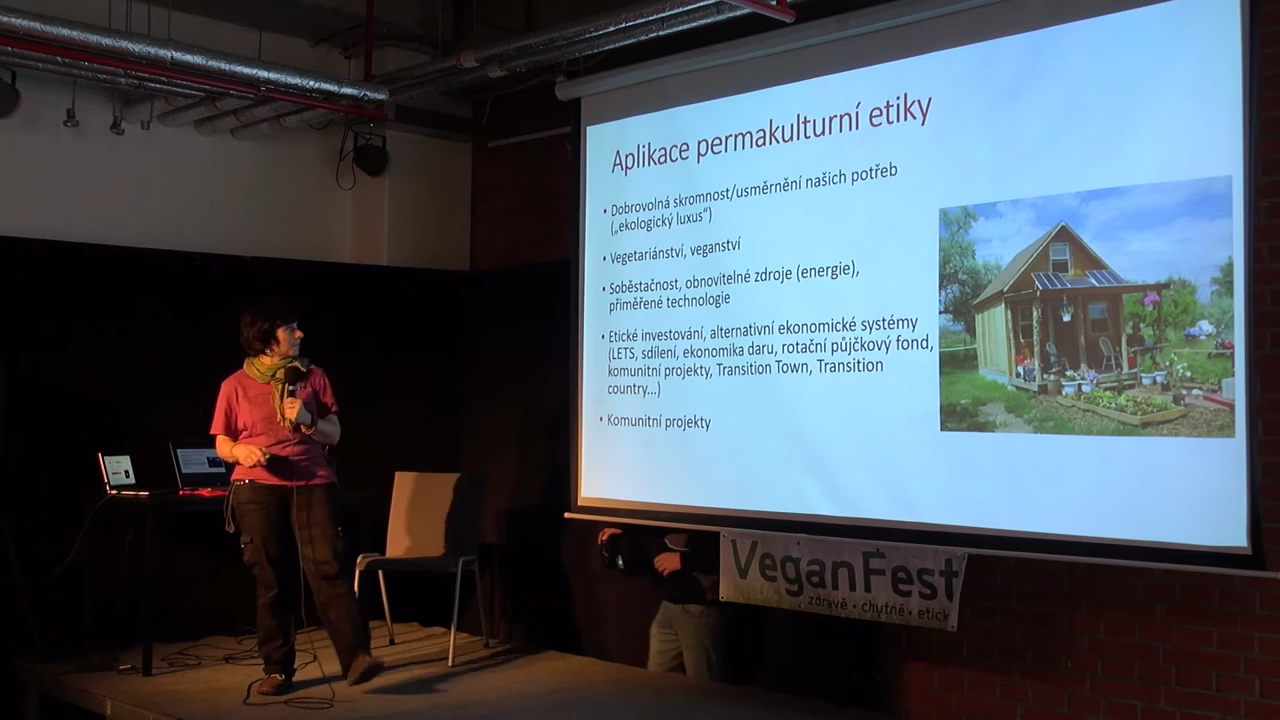 Aplikace permakulturní etiky
• Dobrovolná skromnost/usměrnění našich potřeb
(„ekologický luxus“)
• Vegetariánství, veganství
• Soběstačnost, obnovitelné zdroje (energie),
přiměřené technologie
• Etické investování, alternativní ekonomické systémy
(LETS, sdílení, ekonomika daru, rotační půjčkový fond,
komunitní projekty, Transition Town, Transition
country...)
• Komunitní projekty
VeganFest
zdravě • chutně • etick